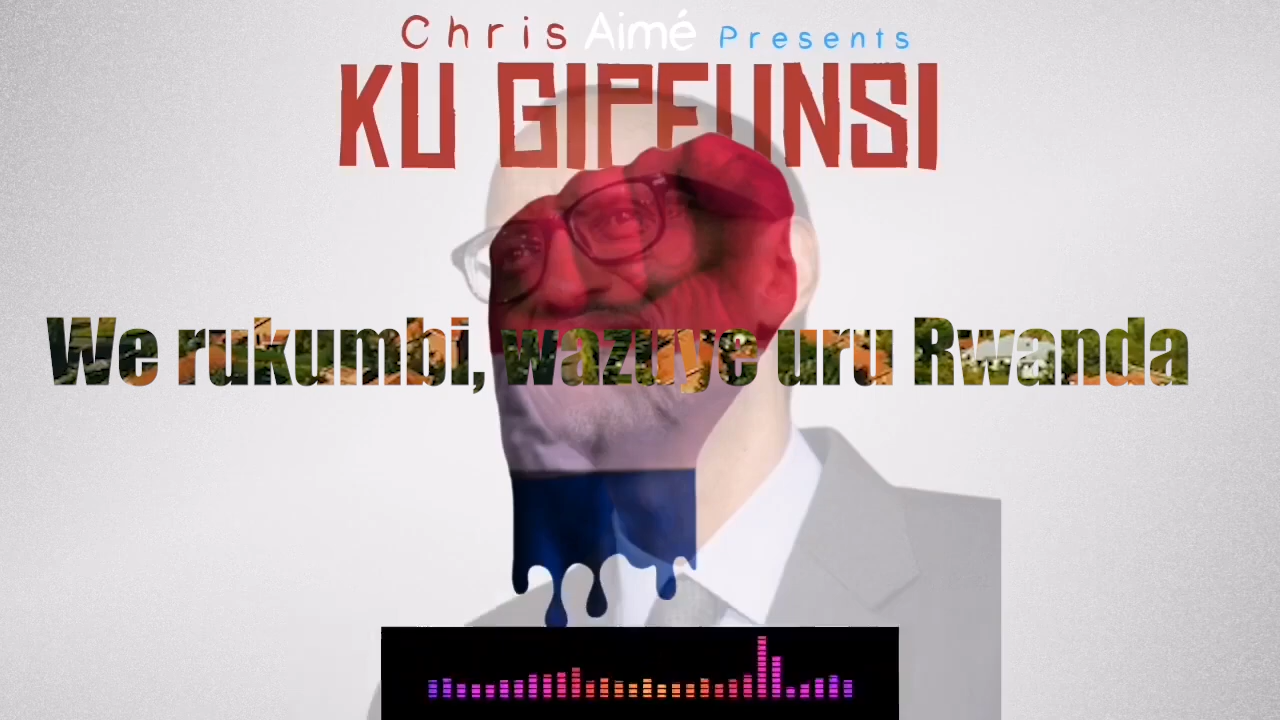 Chris Aimé Presents
KU GIPFUNSI
We rukumbi, wazuye uru Rwanda